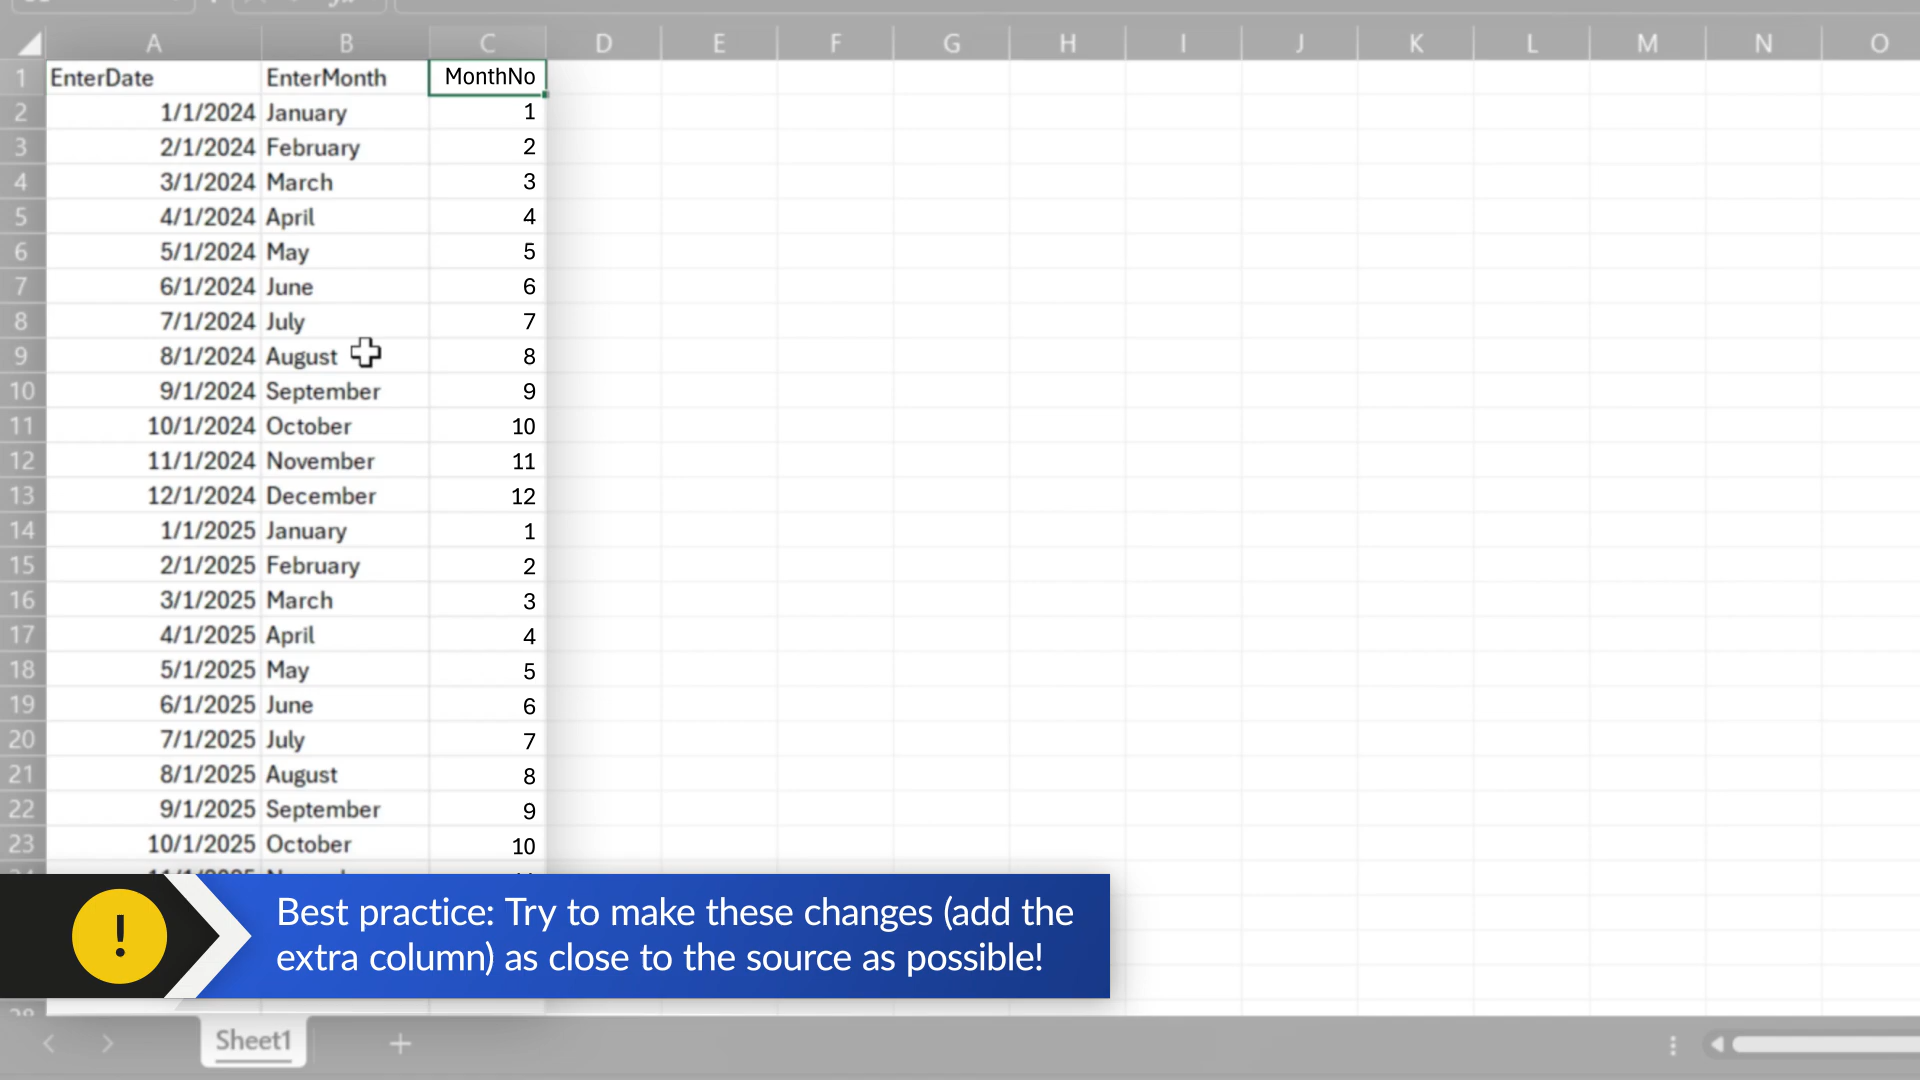 A B C D E F G H I J K L M N O
1 EnterDate EnterMonth MonthNo
2 1/1/2024 January 1
3 2/1/2024 February 2
4 3/1/2024 March 3
5 4/1/2024 April 4
6 5/1/2024 May 5
7 6/1/2024 June 6
8 7/1/2024 July 7
9 8/1/2024 August 8
10 9/1/2024 September 9
11 10/1/2024 October 10
12 11/1/2024 November 11
13 12/1/2024 December 12
14 1/1/2025 January 1
15 2/1/2025 February 2
16 3/1/2025 March 3
17 4/1/2025 April 4
18 5/1/2025 May 5
19 6/1/2025 June 6
20 7/1/2025 July 7
21 8/1/2025 August 8
22 9/1/2025 September 9
23 10/1/2025 October 10
! Best practice: Try to make these changes (add the
extra column) as close to the source as possible!
Sheet1